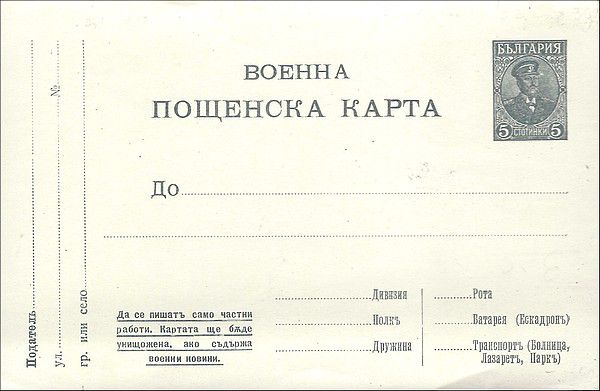 БЪЛГАРИЯ
5 СТОТИНКИ 5
ВОЕННА
ПОЩЕНСКА КАРТА
До
Податель
ул. №
гр. или село
Да се пишатъ само частни
работи. Картата ще бѫде
унищожена, ако съдържа
военни новини.
Дивизия
Полкъ
Дружина
Рота
Батарея (Ескадронъ)
Транспортъ (Болница,
Лазаретъ, Паркъ)